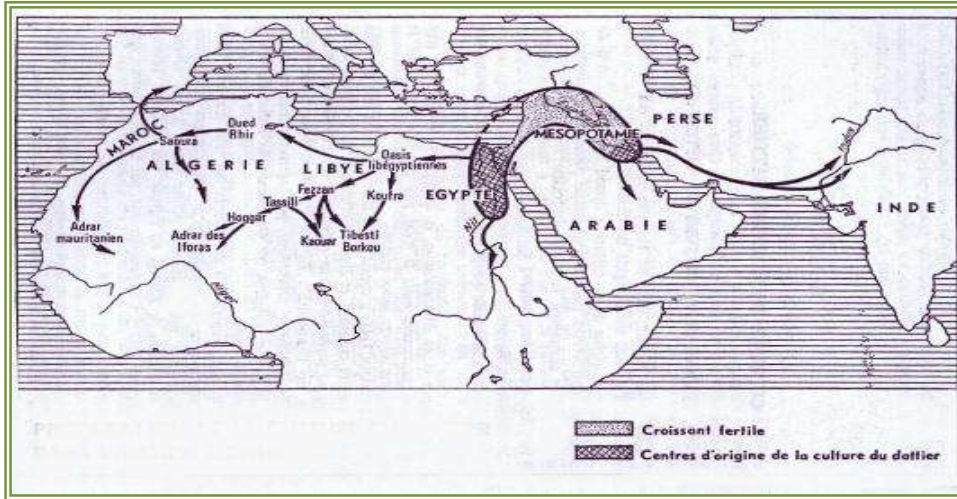 PERSE
Oued
Rhir
MAROC
Saoura
MESOPOTAMIE
ALGERIE
LIBYE
Oasis
libégyptiennes
Indus
Fezzan
Koufra
EGYPTE
Tassili
INDE
Adrar
mauritanien
Hoggar
Adrar des
Iforas
Kaouar
Tibesti
Borkou
Nil
ARABIE
Niger
Croissant fertile
Centres d'origine de la culture du dattier